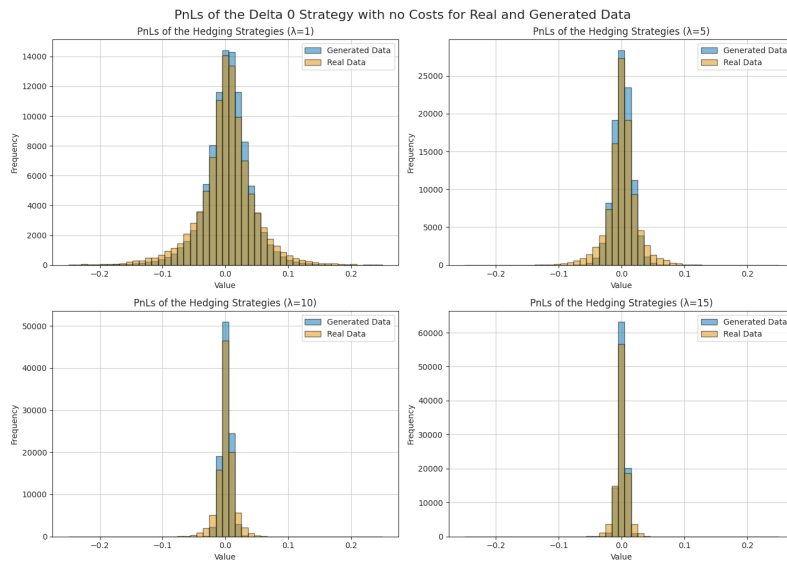 PnLs of the Delta 0 Strategy with no Costs for Real and Generated Data
PnLs of the Hedging Strategies (λ=1)
Generated Data
Real Data
Frequency
14000
12000
10000
8000
6000
4000
2000
0
−0.2
−0.1
0.0
0.1
0.2
Value
PnLs of the Hedging Strategies (λ=5)
Generated Data
Real Data
Frequency
25000
20000
15000
10000
5000
0
−0.2
−0.1
0.0
0.1
0.2
Value
PnLs of the Hedging Strategies (λ=10)
Generated Data
Real Data
Frequency
50000
40000
30000
20000
10000
0
−0.2
−0.1
0.0
0.1
0.2
Value
PnLs of the Hedging Strategies (λ=15)
Generated Data
Real Data
Frequency
60000
50000
40000
30000
20000
10000
0
−0.2
−0.1
0.0
0.1
0.2
Value